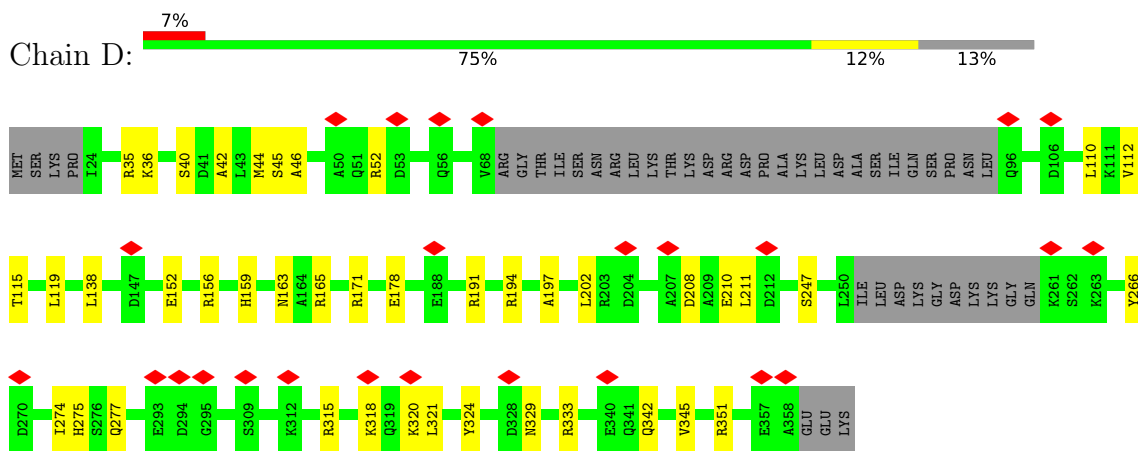 7%
Chain D:
75% 12% 13%
MET SER LYS PRO I24 R35 K36 S40 D41 A42 L43 M44 S45 A46 A50 Q51 R52 D53 Q56 V68 ARG GLY THR ILE SER ASN ARG LEU LYS THR LYS ASP ARG ASP PRO ALA LYS LEU ASP ALA SER ILE GLN SER PRO ASN LEU Q96 D106 L110 K111 V112
T115 L119 L138 D147 E152 R156 H159 N163 A164 R165 R171 E178 E188 R191 R194 A197 L202 R203 D204 A207 D208 A209 E210 L211 D212 S247 L250 ILE LEU ASP LYS GLY ASP LYS LYS GLY GLN K261 S262 K263 Y266
D270 I274 H275 S276 Q277 E293 D294 G295 S309 K312 R315 K318 Q319 K320 L321 Y324 D328 N329 R333 E340 Q341 Q342 V345 R351 E357 A358 GLU GLU LYS